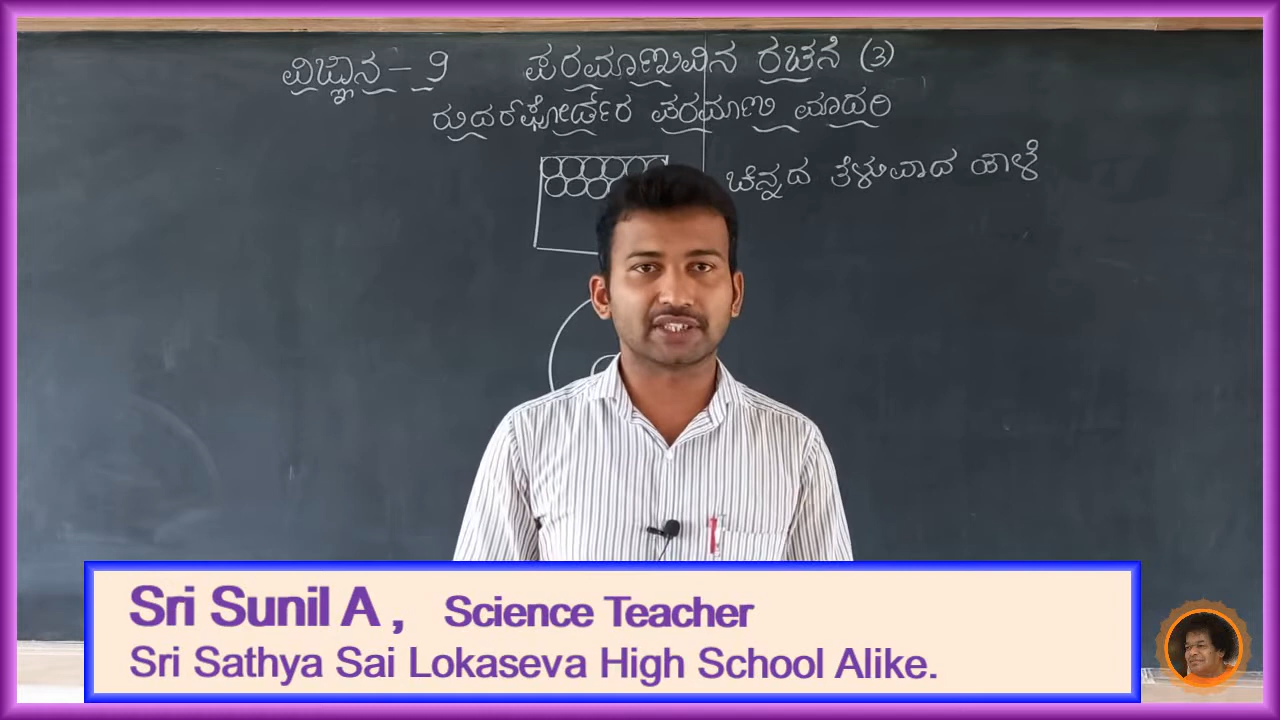 ವಿಜ್ಞಾನ – 9 ಪರಮಾಣುವಿನ ರಚನೆ (3)
ರುದರ್‌ಫೋರ್ಡ್‌ರ ಪರಮಾಣು ಮಾದರಿ
ಚಿನ್ನದ ತೆಳುವಾದ ಹಾಳೆ
Sri Sunil A , Science Teacher
Sri Sathya Sai Lokaseva High School Alike.